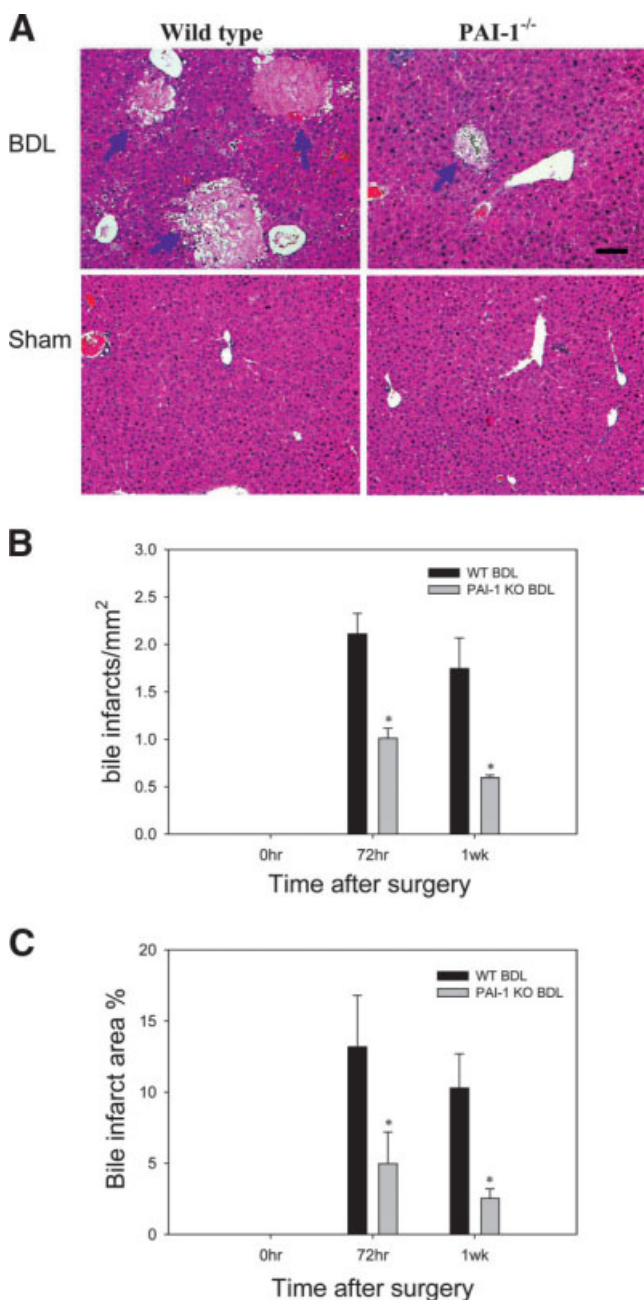 A
Wild type
PAI-1-/-
BDL
Sham
B
3.0
2.5
2.0
1.5
1.0
0.5
0.0
bile infarcts/mm2
WT BDL
PAI-1 KO BDL
*
*
0hr
72hr
1wk
Time after surgery
C
20
15
10
5
0
Bile infarct area %
WT BDL
PAI-1 KO BDL
*
*
0hr
72hr
1wk
Time after surgery